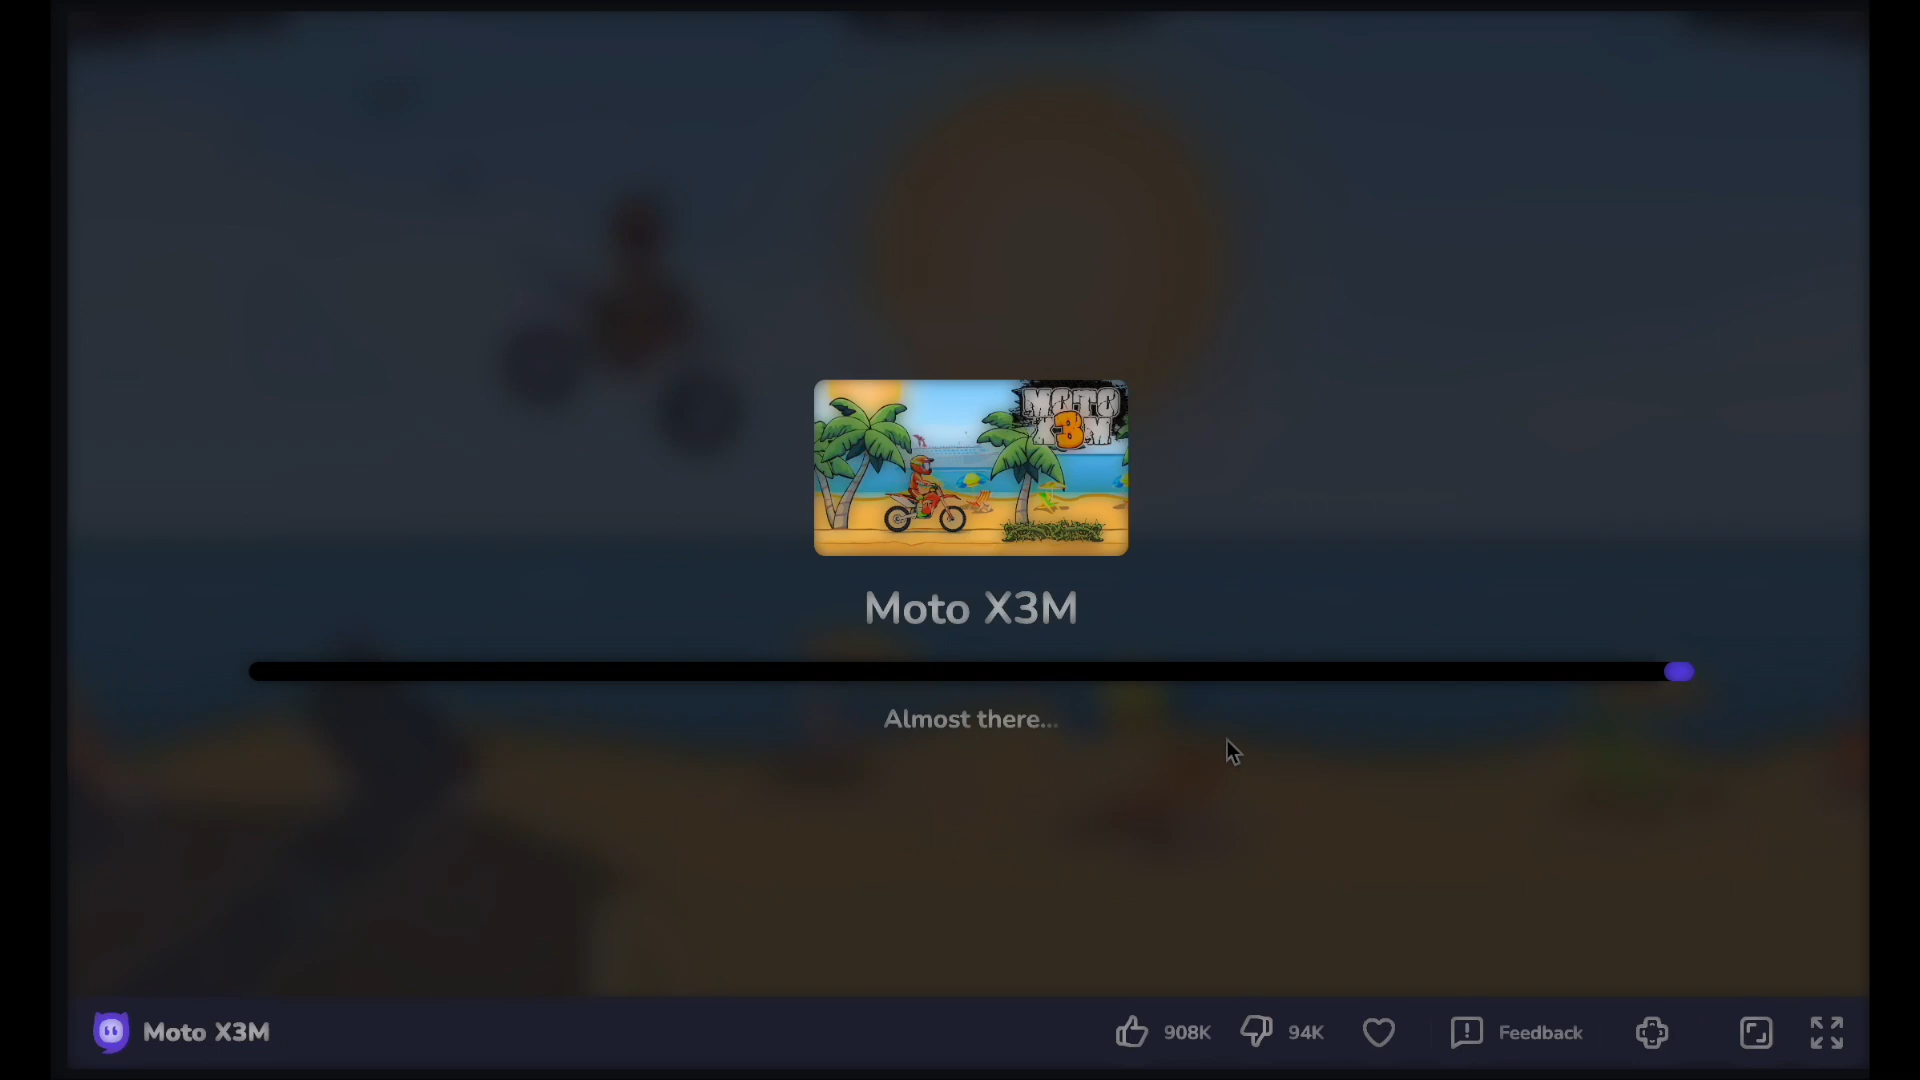 MOTO
X3M
Moto X3M
Almost there...
Moto X3M
908K
94K
Feedback